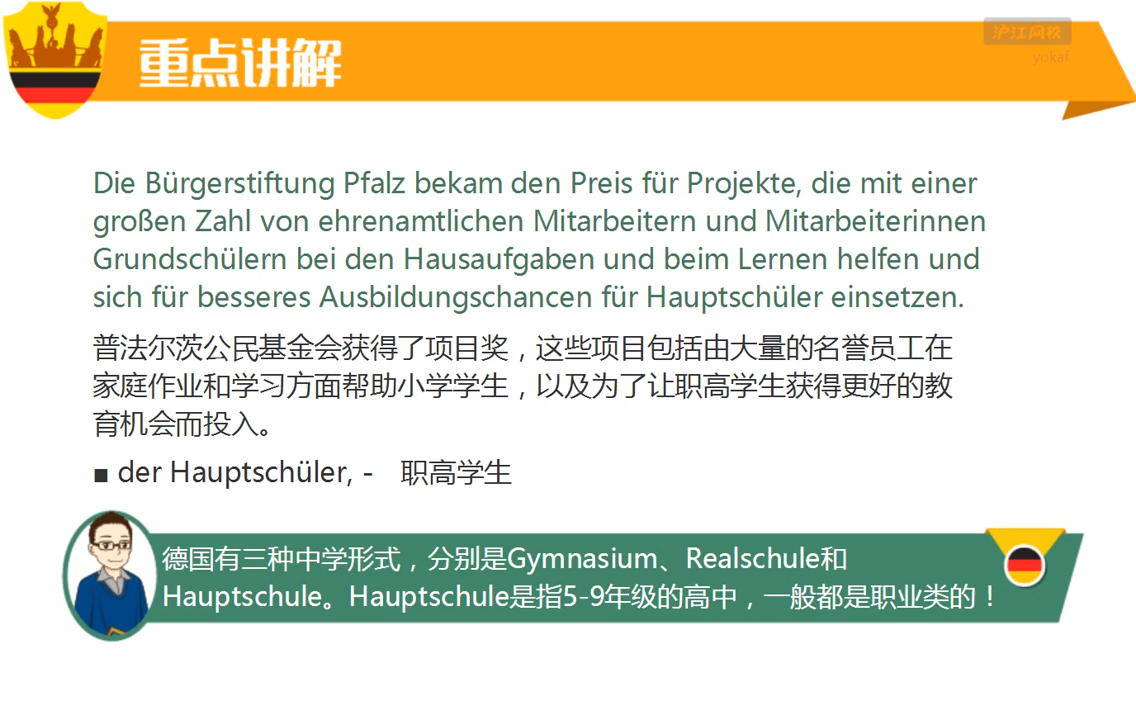 沪江网校
yokaf
重点讲解
Die Bürgerstiftung Pfalz bekam den Preis für Projekte, die mit einer
großen Zahl von ehrenamtlichen Mitarbeitern und Mitarbeiterinnen
Grundschülern bei den Hausaufgaben und beim Lernen helfen und
sich für besseres Ausbildungschancen für Hauptschüler einsetzen.
普法尔茨公民基金会获得了项目奖，这些项目包括由大量的名誉员工在
家庭作业和学习方面帮助小学学生，以及为了让职高学生获得更好的教
育机会而投入。
■ der Hauptschüler, - 职高学生
德国有三种中学形式，分别是Gymnasium、Realschule和
Hauptschule。Hauptschule是指5-9年级的高中，一般都是职业类的！